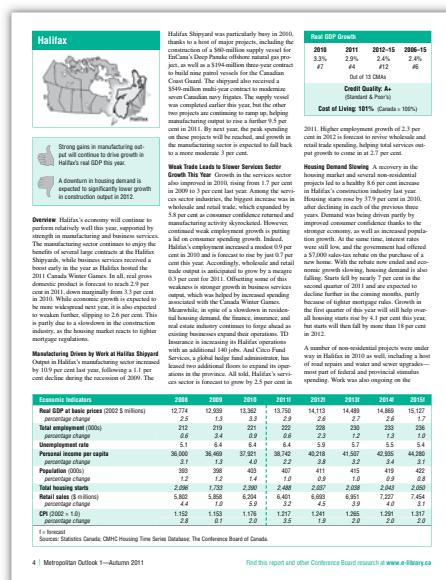 Halifax
Halifax
Strong gains in manufacturing out-
put will continue to drive growth in
Halifax's real GDP this year.
A downturn in housing demand is
expected to significantly lower growth
in construction output in 2012.
Overview Halifax's economy will continue to
perform relatively well this year, supported by
strength in manufacturing and business services.
The manufacturing sector continues to enjoy the
benefits of several large contracts at the Halifax
Shipyards, while business services received a
boost early in the year as Halifax hosted the
2011 Canada Winter Games. In all, real gross
domestic product is forecast to reach 2.9 per cent
in 2011, down marginally from 3.3 per cent
in 2010. While economic growth is expected to
be more widespread next year, it is also expected
to weaken further, slipping to 2.6 per cent. This
is partly due to a slowdown in the construction
industry, as the housing market reacts to tighter
mortgage regulations.
Manufacturing Driven by Work at Halifax Shipyard
Output in Halifax's manufacturing sector increased
by 10.9 per cent last year, following a 1.1 per
cent decline during the recession of 2009. The
Halifax Shipyard was particularly busy in 2010,
thanks to a host of major projects, including the
construction of a $60-million supply vessel for
EnCana's Deep Panuke offshore natural gas pro-
ject, as well as a $194-million three-year contract
to build nine patrol vessels for the Canadian
Coast Guard. The shipyard also received a
$549-million multi-year contract to modernize
seven Canadian navy frigates. The supply vessel
was completed earlier this year, but the other
two projects are continuing to ramp up, helping
manufacturing output to rise a further 9.5 per
cent in 2011. By next year, the peak spending
on these projects will be reached, and growth in
the manufacturing sector is expected to fall back
to a more moderate 3 per cent.
Weak Trade Leads to Slower Services Sector
Growth This Year Growth in the services sector
also improved in 2010, rising from 1.7 per cent
in 2009 to 3 per cent last year. Among the servi-
ces sector industries, the biggest increase was in
wholesale and retail trade, which expanded by
5.8 per cent as consumer confidence returned and
manufacturing activity skyrocketed. However,
continued weak employment growth is putting
a lid on consumer spending growth. Indeed,
Halifax's employment increased a modest 0.9 per
cent in 2010 and is forecast to rise by just 0.7 per
cent this year. Accordingly, wholesale and retail
trade output is anticipated to grow by a meagre
0.3 per cent for 2011. Offsetting some of this
weakness is stronger growth in business services
output, which was helped by increased spending
associated with the Canada Winter Games.
Meanwhile, in spite of a slowdown in residen-
tial housing demand, the finance, insurance, and
real estate industry continues to forge ahead as
existing businesses expand their operations. TD
Insurance is increasing its Halifax operations
with an additional 140 jobs. And Citco Fund
Services, a global hedge fund administrator, has
leased two additional floors to expand its oper-
ations in the province. All told, Halifax's servi-
ces sector is forecast to grow by 2.5 per cent in
Real GDP Growth
2010 2011 2012–15 2006–15
3.3% 2.9% 2.4% 2.4%
#7 #4 #12 #6
Out of 13 CMAs
Credit Quality: A+
(Standard & Poor's)
Cost of Living: 101% (Canada = 100%)
2011. Higher employment growth of 2.3 per
cent in 2012 is forecast to revive wholesale and
retail trade spending, helping total services out-
put growth to come in at 2.7 per cent.
Housing Demand Slowing A recovery in the
housing market and several non-residential
projects led to a healthy 8.6 per cent increase
in Halifax's construction industry last year.
Housing starts rise by 37.9 per cent in 2010,
after declining in each of the previous three
years. Demand was being driven partly by
improved consumer confidence thanks to the
stronger economy, as well as increased popula-
tion growth. At the same time, interest rates
were still low, and the government had offered
a $7,000 sales-tax rebate on the purchase of a
new home. With the rebate now ended and eco-
nomic growth slowing, housing demand is also
falling. Starts fell by nearly 7 per cent in the
second quarter of 2011 and are expected to
decline further in the coming months, partly
because of tighter mortgage rules. Growth in
the first quarter of this year will still help over-
all housing starts rise by 4.1 per cent this year,
but starts will then fall by more than 18 per cent
in 2012.
A number of non-residential projects were under
way in Halifax in 2010 as well, including a host
of road repairs and water and sewer upgrades—
most part of federal and provincial stimulus
spending. Work was also ongoing on the
Economic Indicators 2008 2009 2010 2011f 2012f 2013f 2014f 2015f
Real GDP at basic prices (2002 $ millions) 12,774 12,939 13,362 13,750 14,113 14,489 14,869 15,127
percentage change 2.5 1.3 3.3 2.9 2.6 2.7 2.6 1.7
Total employment (000s) 212 219 221 222 228 230 233 236
percentage change 0.6 3.4 0.9 0.6 2.3 1.2 1.3 1.0
Unemployment rate 5.1 6.4 6.4 6.4 5.9 5.7 5.5 5.4
Personal income per capita 36,000 36,469 37,921 38,742 40,218 41,507 42,935 44,280
percentage change 3.1 1.3 4.0 2.2 3.8 3.2 3.4 3.1
Population (000s) 393 398 403 407 411 415 419 422
percentage change 1.2 1.2 1.4 1.0 0.9 1.0 0.9 0.8
Total housing starts 2,096 1,733 2,390 2,488 2,037 2,038 2,043 2,050
Retail sales ($ millions) 5,802 5,858 6,204 6,401 6,693 6,951 7,227 7,454
percentage change 4.4 1.0 5.9 3.2 4.5 3.9 4.0 3.1
CPI (2002 = 1.0) 1.152 1.153 1.176 1.217 1.241 1.265 1.291 1.317
percentage change 2.8 0.1 2.0 3.5 1.9 2.0 2.0 2.0
f = forecast
Sources: Statistics Canada; CMHC Housing Time Series Database; The Conference Board of Canada.
4 | Metropolitan Outlook 1—Autumn 2011
Find this report and other Conference Board research at www.e-library.ca